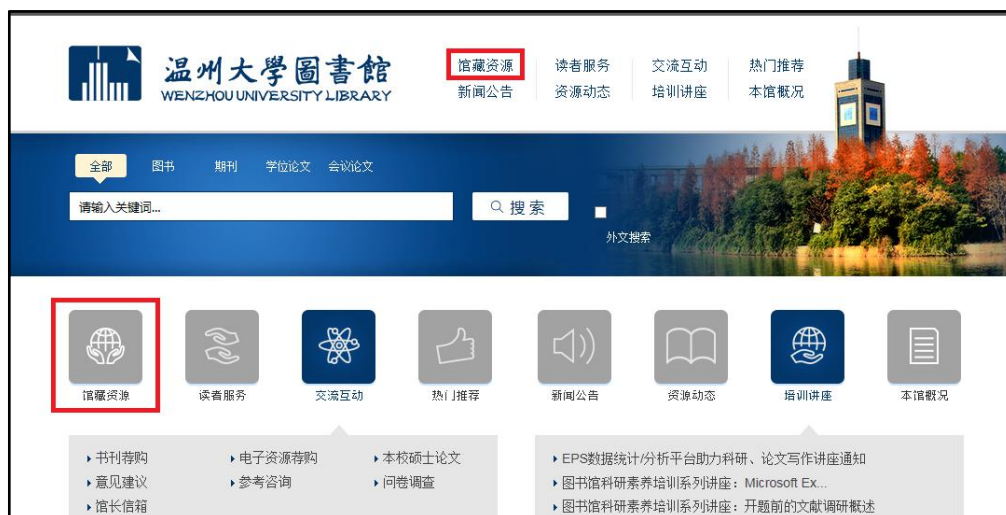 温州大學圖書館
WENZHOU UNIVERSITY LIBRARY
馆藏资源 读者服务 交流互动 热门推荐
新闻公告 资源动态 培训讲座 本馆概况
全部 图书 期刊 学位论文 会议论文
请输入关键词...
搜索
外文搜索
馆藏资源 读者服务 交流互动 热门推荐 新闻公告 资源动态 培训讲座 本馆概况
书刊荐购 电子资源荐购 本校硕士论文
意见建议 参考咨询 问卷调查
馆长信箱
EPS数据统计/分析平台助力科研、论文写作讲座通知
图书馆科研素养培训系列讲座：Microsoft Ex...
图书馆科研素养培训系列讲座：开题前的文献调研概述